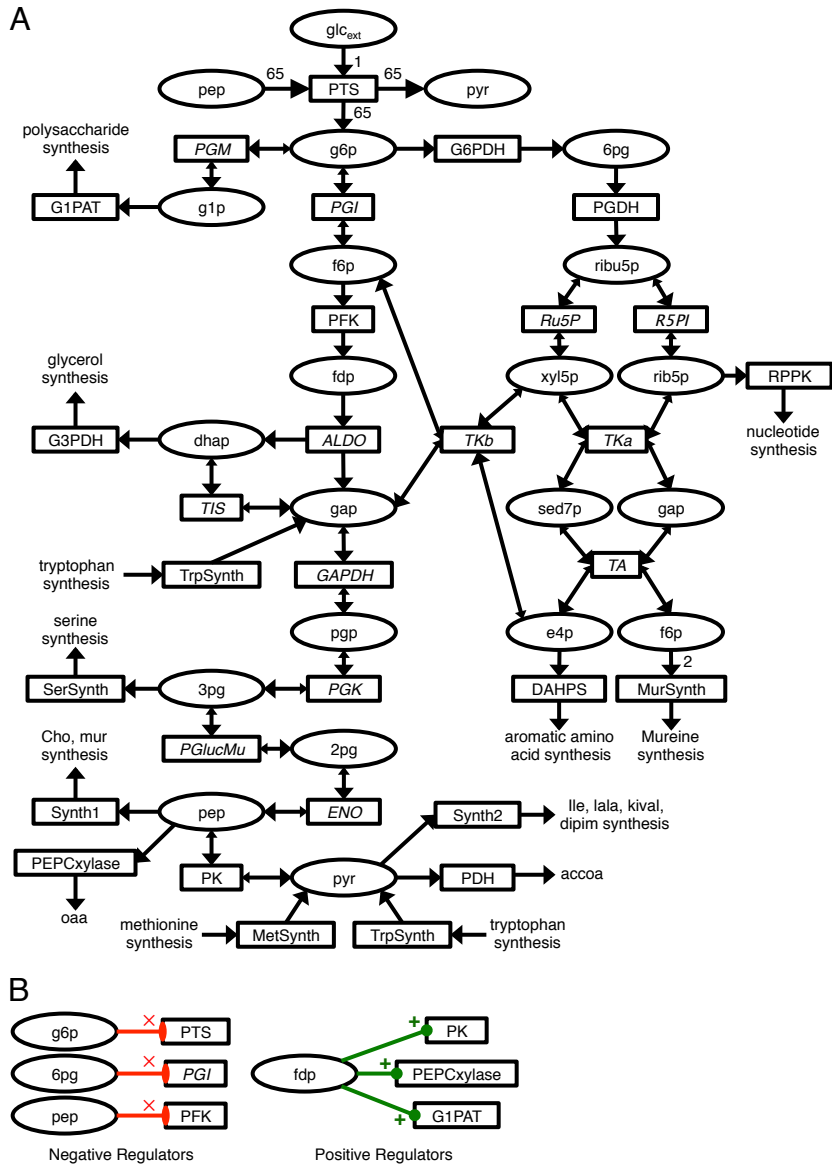 A
glc_ext
1
65
65
pep
PTS
pyr
65
polysaccharide
synthesis
PGM
g6p
G6PDH
6pg
G1PAT
g1p
PGI
PGDH
f6p
ribu5p
PFK
Ru5P
R5PI
glycerol
synthesis
fdp
xyl5p
rib5p
RPPK
G3PDH
dhap
ALDO
TKb
TKa
nucleotide
synthesis
TIS
gap
sed7p
gap
tryptophan
synthesis
TrpSynth
GAPDH
TA
serine
synthesis
pgp
e4p
f6p
2
SerSynth
3pg
PGK
DAHPS
MurSynth
Cho, mur
synthesis
PGlucMu
2pg
aromatic amino
acid synthesis
Mureine
synthesis
Synth1
pep
ENO
Synth2
Ile, lala, kival,
dipim synthesis
PEPCxylase
PK
pyr
PDH
accoa
oaa
methionine
synthesis
MetSynth
TrpSynth
tryptophan
synthesis
B
g6p
×
PTS
+
PK
6pg
×
PGI
fdp
+
PEPCxylase
pep
×
PFK
+
G1PAT
Negative Regulators
Positive Regulators